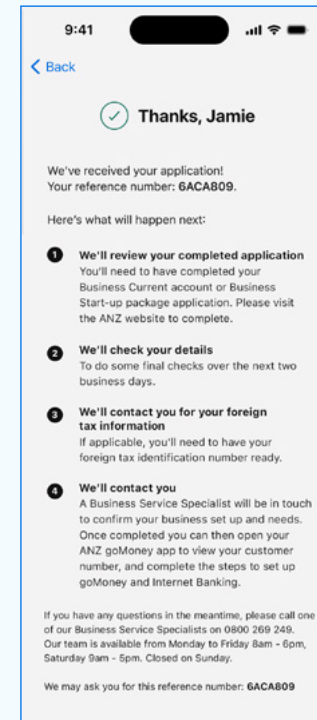 9:41
Back
Thanks, Jamie
We've received your application!
Your reference number: 6ACA809.
Here's what will happen next:
1 We'll review your completed application
You'll need to have completed your
Business Current account or Business
Start-up package application. Please visit
the ANZ website to complete.
2 We'll check your details
To do some final checks over the next two
business days.
3 We'll contact you for your foreign
tax information
If applicable, you'll need to have your
foreign tax identification number ready.
4 We'll contact you
A Business Service Specialist will be in touch
to confirm your business set up and needs.
Once completed you can then open your
ANZ goMoney app to view your customer
number, and complete the steps to set up
goMoney and Internet Banking.
If you have any questions in the meantime, please call one
of our Business Service Specialists on 0800 269 249.
Our team is available from Monday to Friday 8am - 6pm,
Saturday 9am - 5pm. Closed on Sunday.
We may ask you for this reference number: 6ACA809